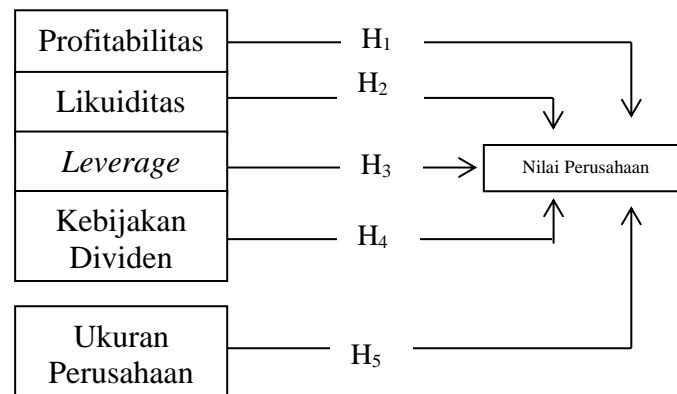 Profitabilitas
H₁
Likuiditas
H₂
Leverage
H₃
Nilai Perusahaan
Kebijakan
Dividen
H₄
Ukuran
Perusahaan
H₅